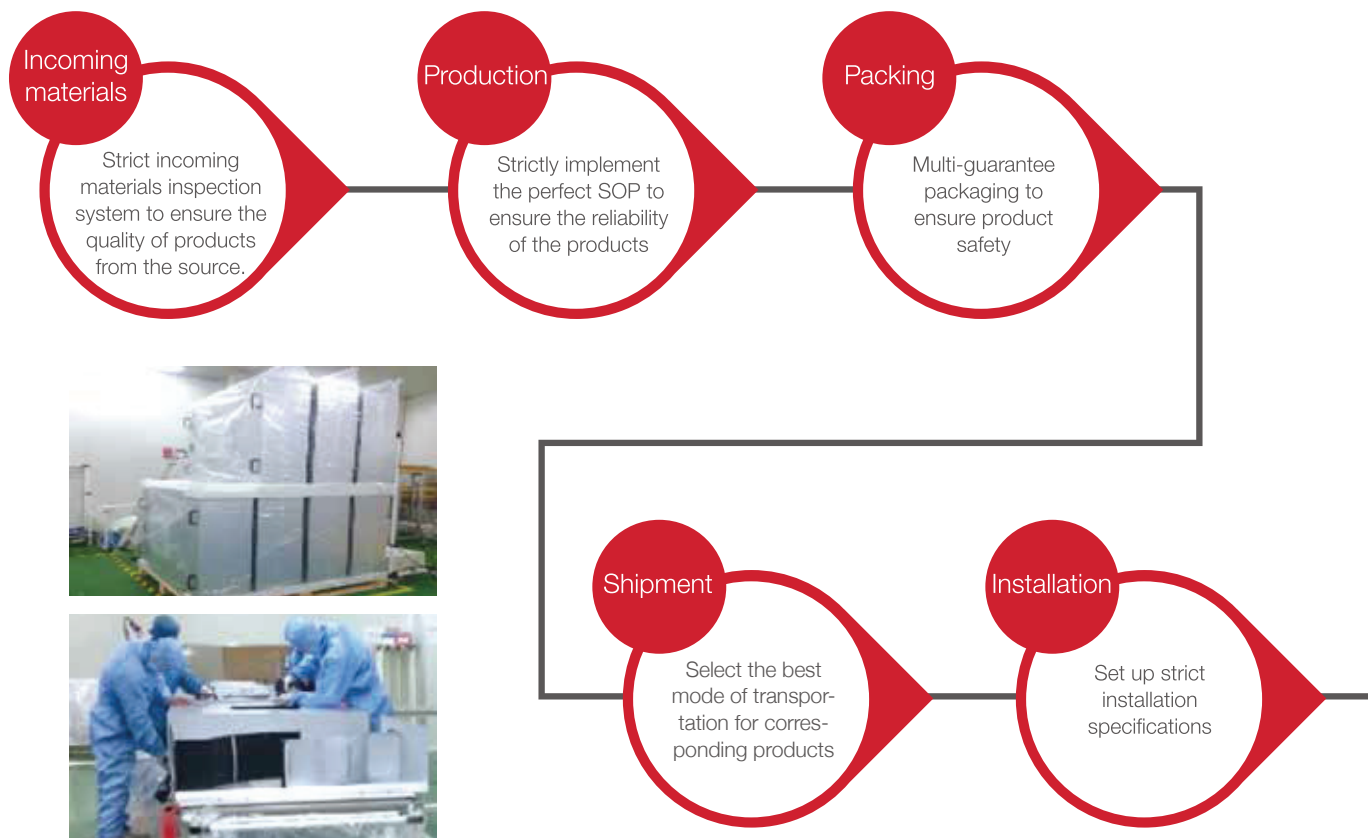 Incoming
materials
Strict incoming
materials inspection
system to ensure the
quality of products
from the source.
Production
Strictly implement
the perfect SOP to
ensure the reliability
of the products
Packing
Multi-guarantee
packaging to
ensure product
safety
Shipment
Select the best
mode of transpor-
tation for corres-
ponding products
Installation
Set up strict
installation
specifications